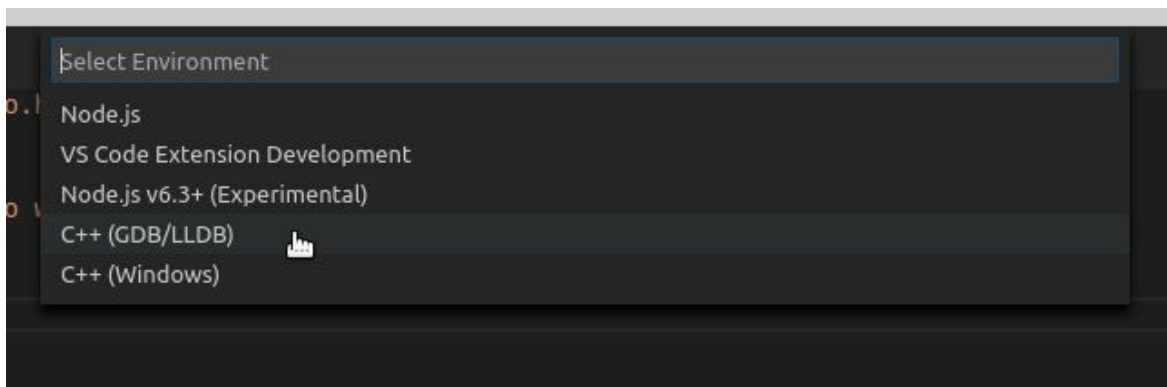 Select Environment
o.h
Node.js
VS Code Extension Development
Node.js v6.3+ (Experimental)
o w
C++ (GDB/LLDB)
C++ (Windows)